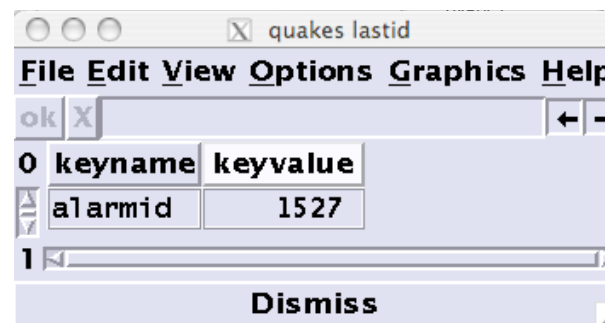 quakes lastid
File Edit View Options Graphics Help
ok X
0 keyname keyvalue
alarmid 1527
1
Dismiss